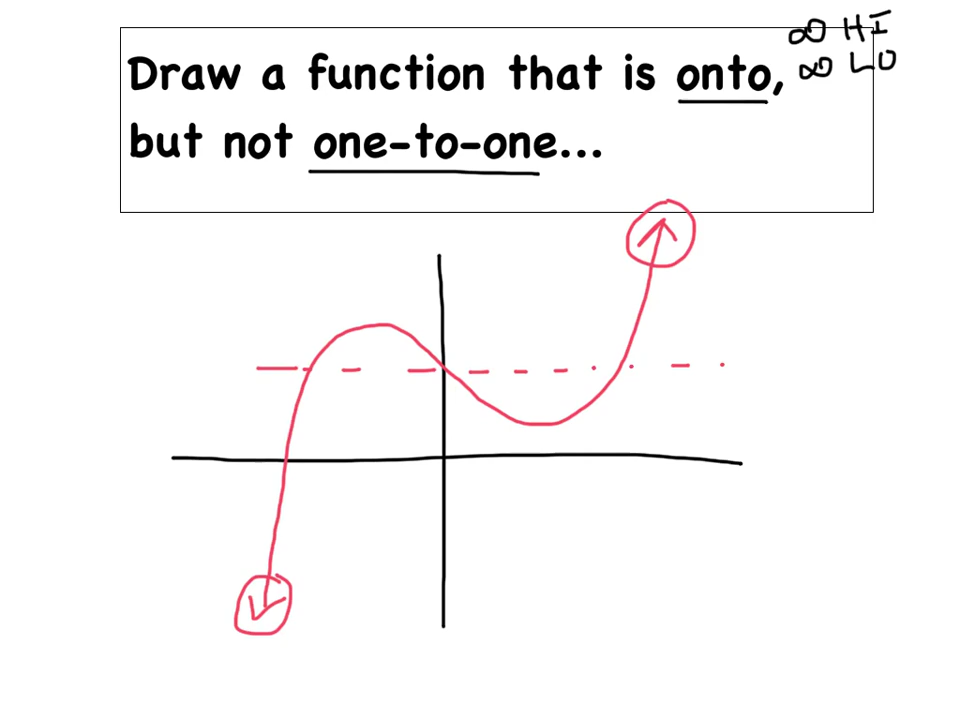 ∞ HI
Draw a function that is onto,
∞ LO
but not one-to-one...